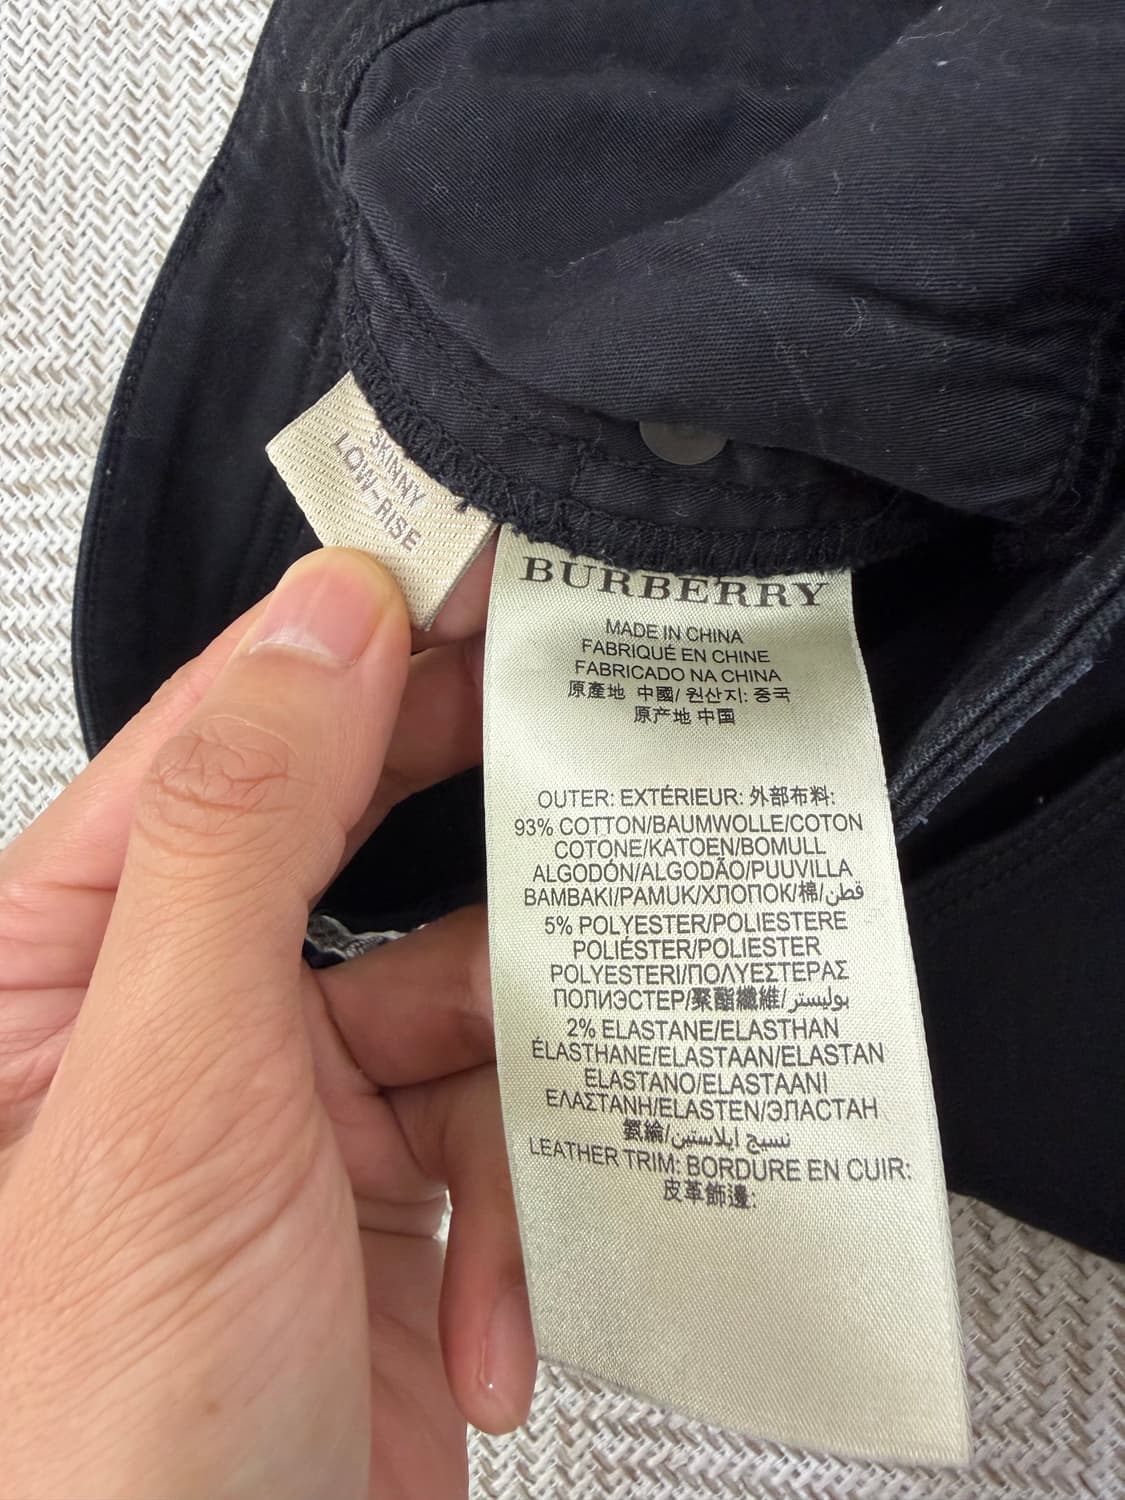 SKINNY
LOW-RISE
BURBERRY
MADE IN CHINA
FABRIQUÉ EN CHINE
FABRICADO NA CHINA
原產地 中國/ 원산지: 중국
原产地 中国
OUTER: EXTÉRIEUR: 外部布料:
93% COTTON/BAUMWOLLE/COTON
COTONE/KATOEN/BOMULL
ALGODÓN/ALGODÃO/PUUVILLA
BAMBAKI/PAMUK/ХЛОПОК/棉/قطن
5% POLYESTER/POLIESTERE
POLIÉSTER/POLIESTER
POLYESTERI/ΠΟΛΥΕΣΤΕΡΑΣ
ПОЛИЭСТЕР/聚酯纖維/بوليستر
2% ELASTANE/ELASTHAN
ÉLASTHANE/ELASTAAN/ELASTAN
ELASTANO/ELASTAANI
ΕΛΑΣΤΑΝΗ/ELASTEN/ЭЛАСТАН
氨綸/نسيج ايلاستين
LEATHER TRIM: BORDURE EN CUIR:
皮革飾邊: